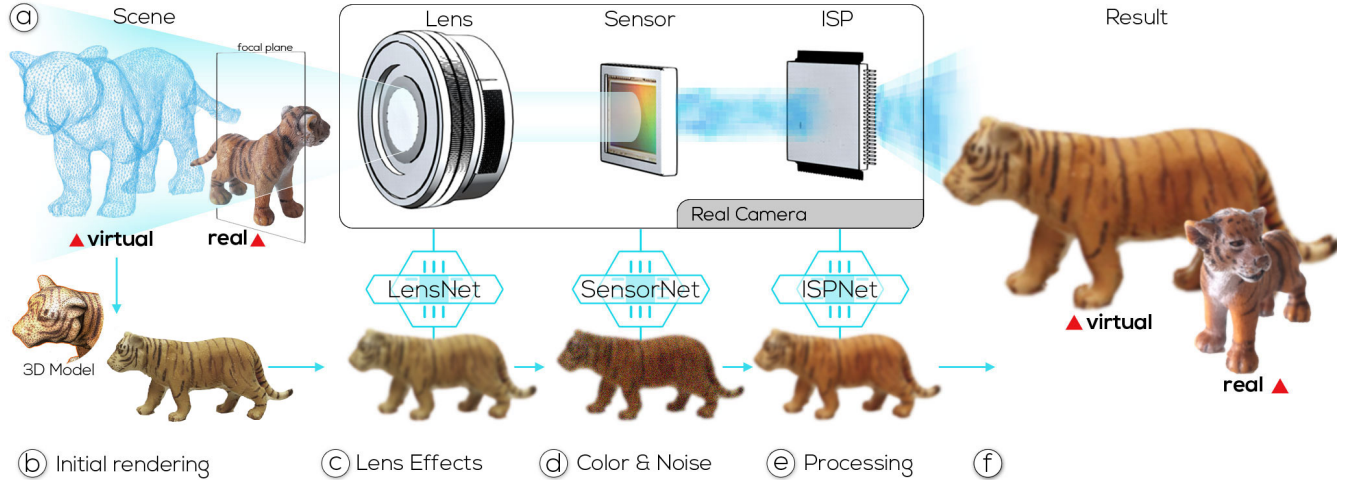 a
Scene
Lens
Sensor
ISP
Result
focal plane
Real Camera
▲ virtual
real ▲
LensNet
SensorNet
ISPNet
▲ virtual
3D Model
real ▲
b Initial rendering
c Lens Effects
d Color & Noise
e Processing
f